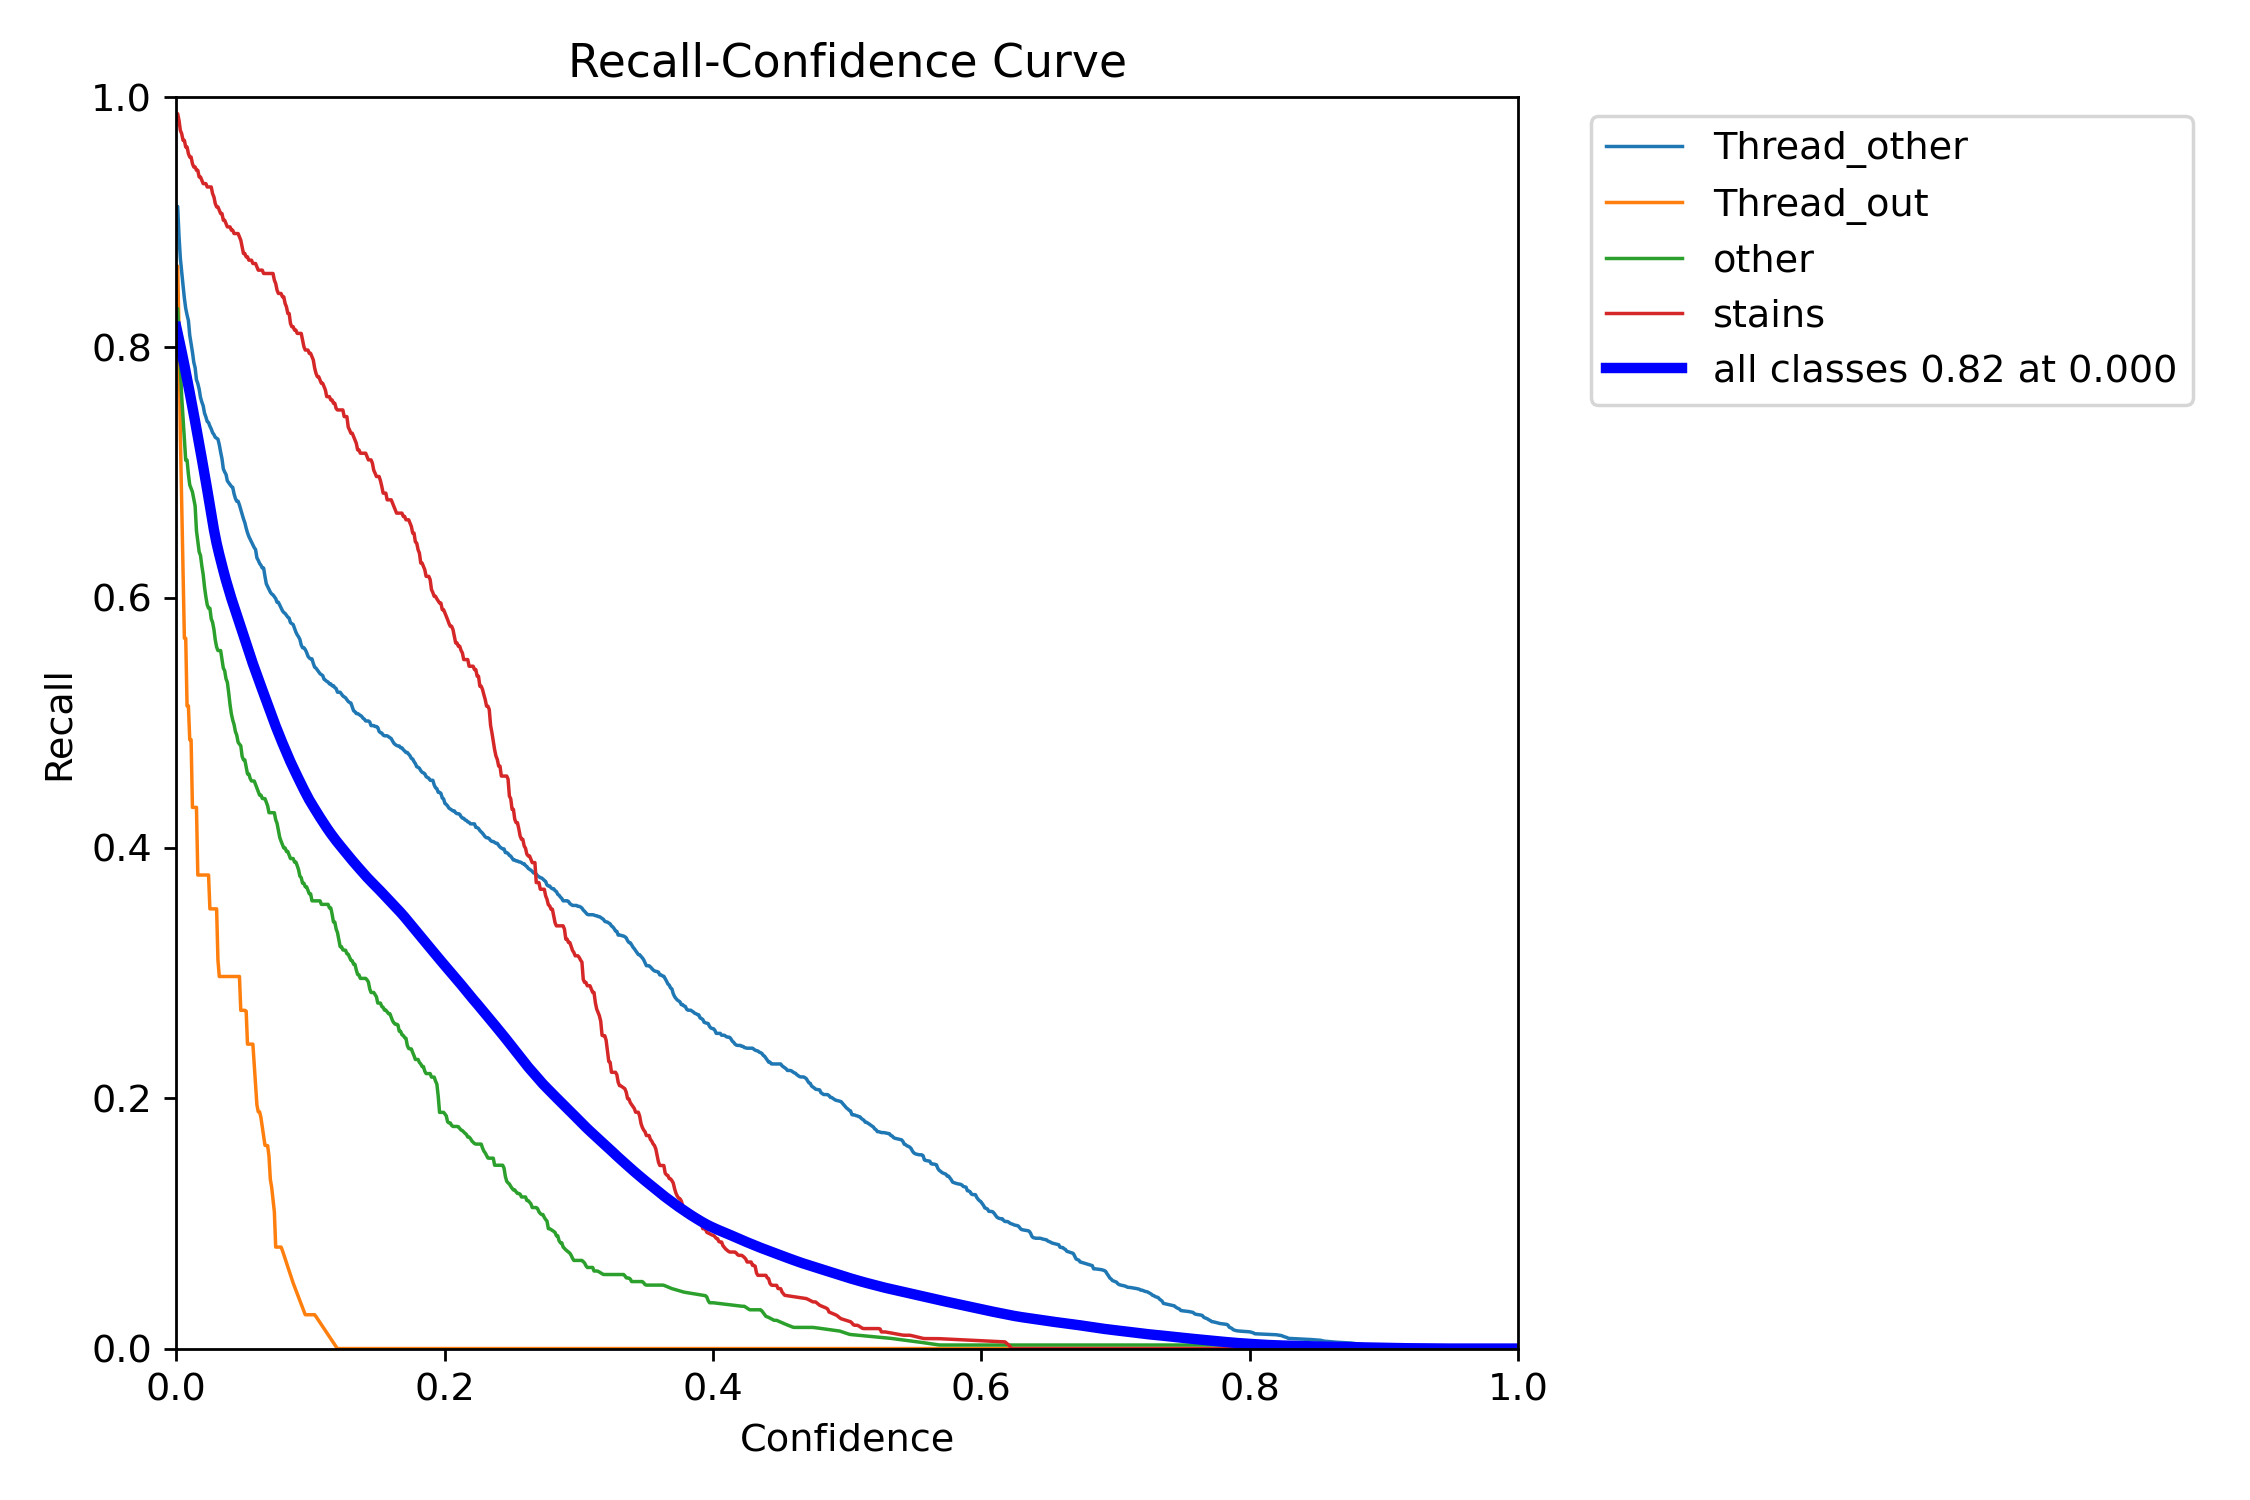 Recall-Confidence Curve
1.0
0.8
0.6
0.4
0.2
0.0
Recall
0.0 0.2 0.4 0.6 0.8 1.0
Confidence
Thread_other
Thread_out
other
stains
all classes 0.82 at 0.000